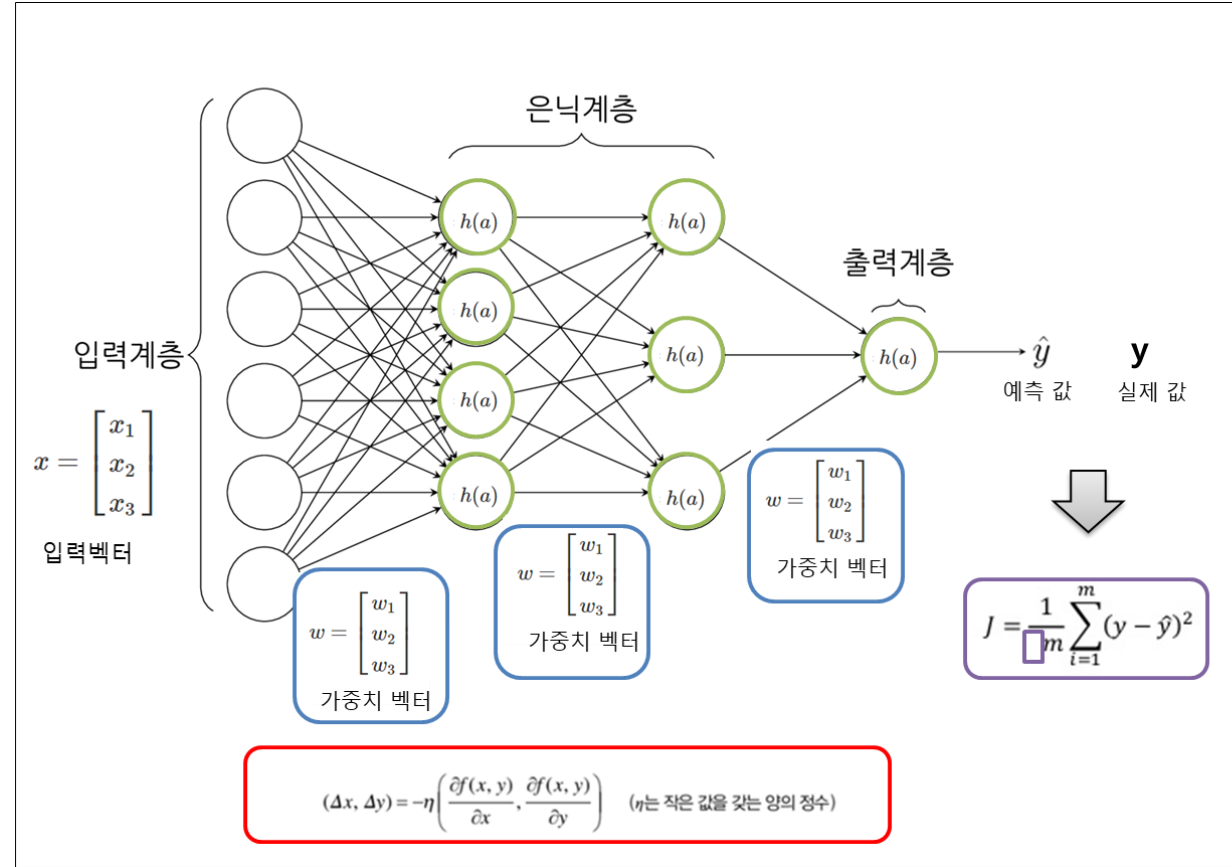 은닉계층
h(a)
h(a)
출력계층
h(a)
입력계층
h(a)
h(a)
h(a)
ŷ
y
예측 값
실제 값
h(a)
x = [x₁ x₂ x₃]
입력벡터
h(a)
h(a)
w = [w₁ w₂ w₃]
가중치 벡터
w = [w₁ w₂ w₃]
가중치 벡터
w = [w₁ w₂ w₃]
가중치 벡터
J = 1/m ∑ᵢ₌₁ᵐ (y − ŷ)²
(Δx, Δy) = −η(∂f(x, y)/∂x, ∂f(x, y)/∂y) (η는 작은 값을 갖는 양의 정수)